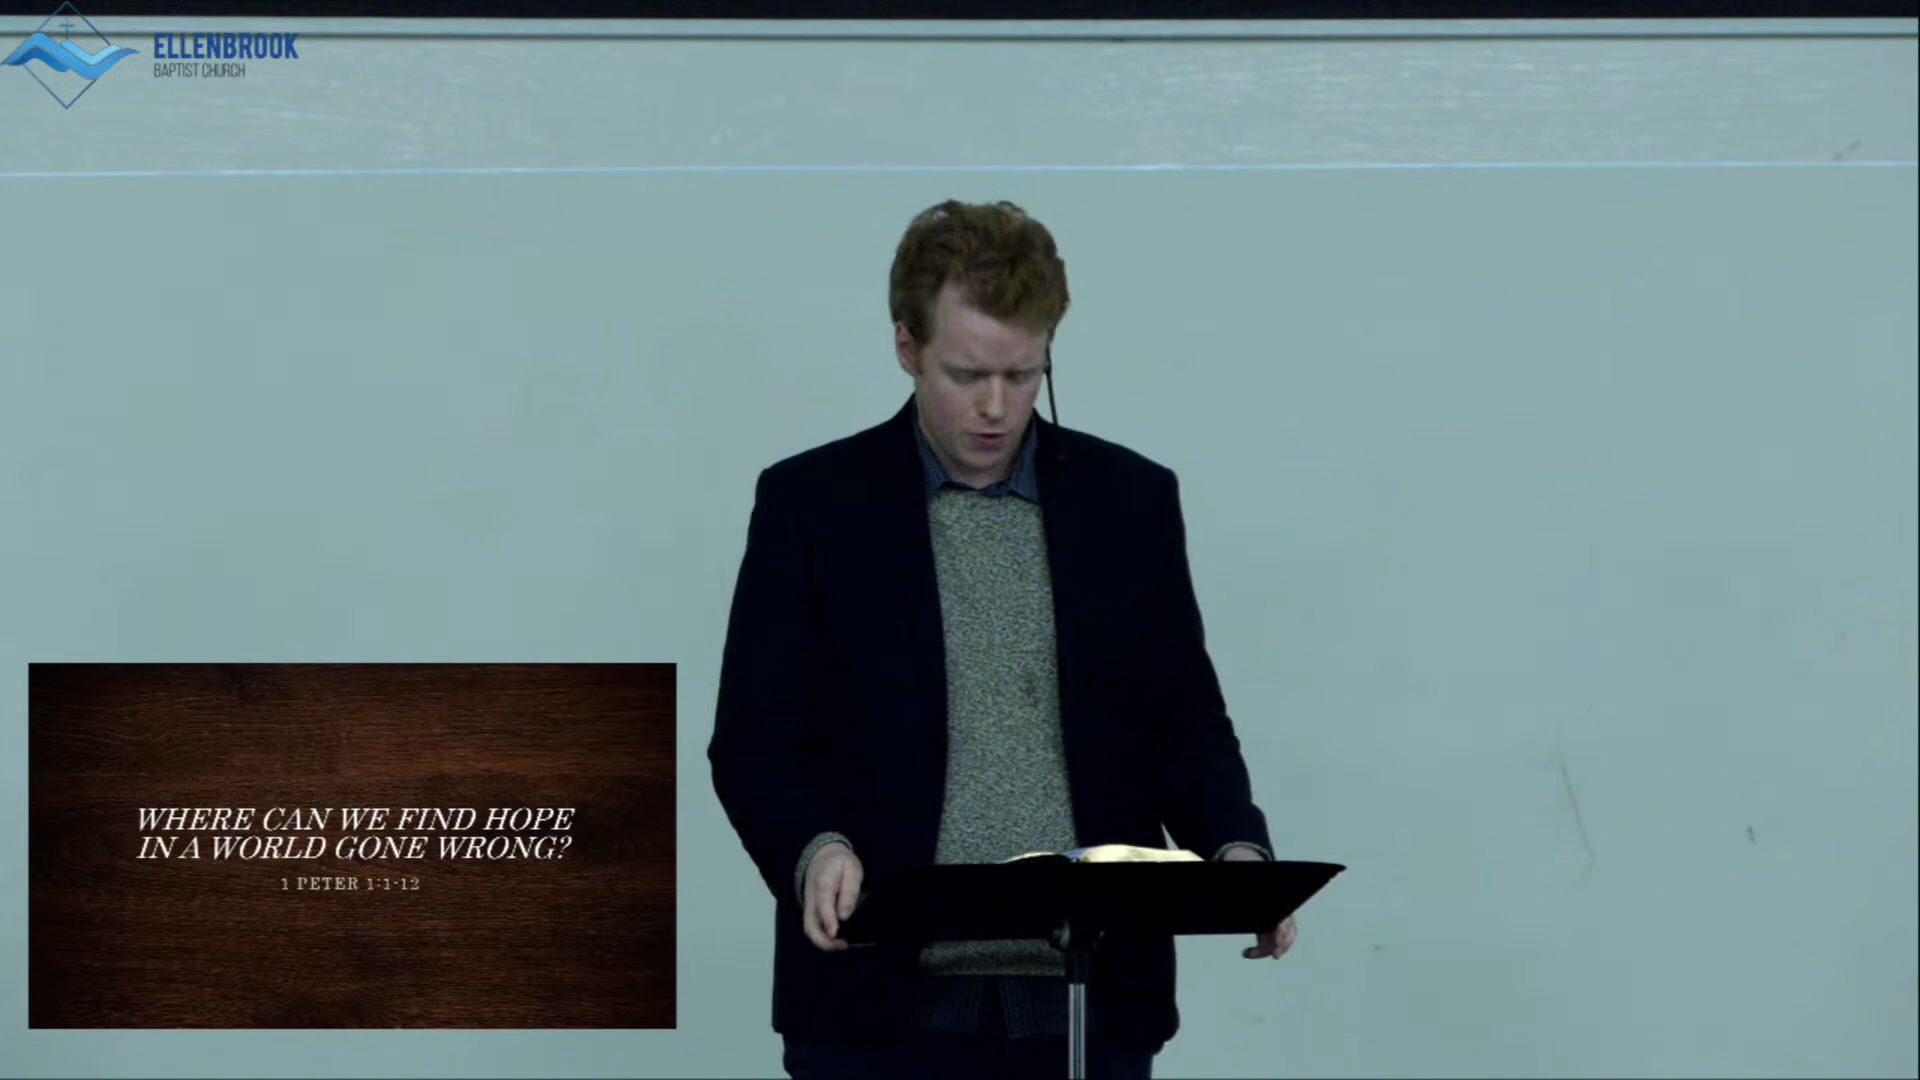 ELLENBROOK
BAPTIST CHURCH
WHERE CAN WE FIND HOPE
IN A WORLD GONE WRONG?
1 PETER 1:1-12